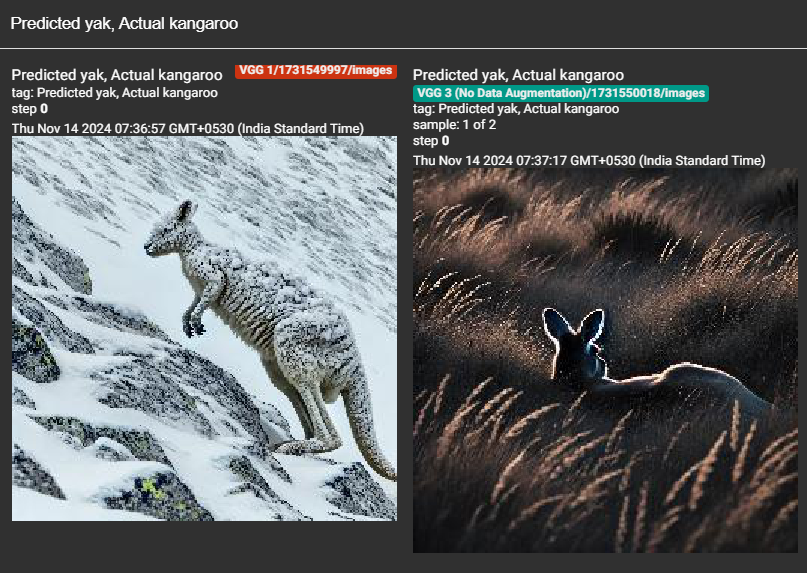 Predicted yak, Actual kangaroo
Predicted yak, Actual kangaroo
VGG 1/1731549997/images
tag: Predicted yak, Actual kangaroo
step 0
Thu Nov 14 2024 07:36:57 GMT+0530 (India Standard Time)
Predicted yak, Actual kangaroo
VGG 3 (No Data Augmentation)/1731550018/images
tag: Predicted yak, Actual kangaroo
sample: 1 of 2
step 0
Thu Nov 14 2024 07:37:17 GMT+0530 (India Standard Time)